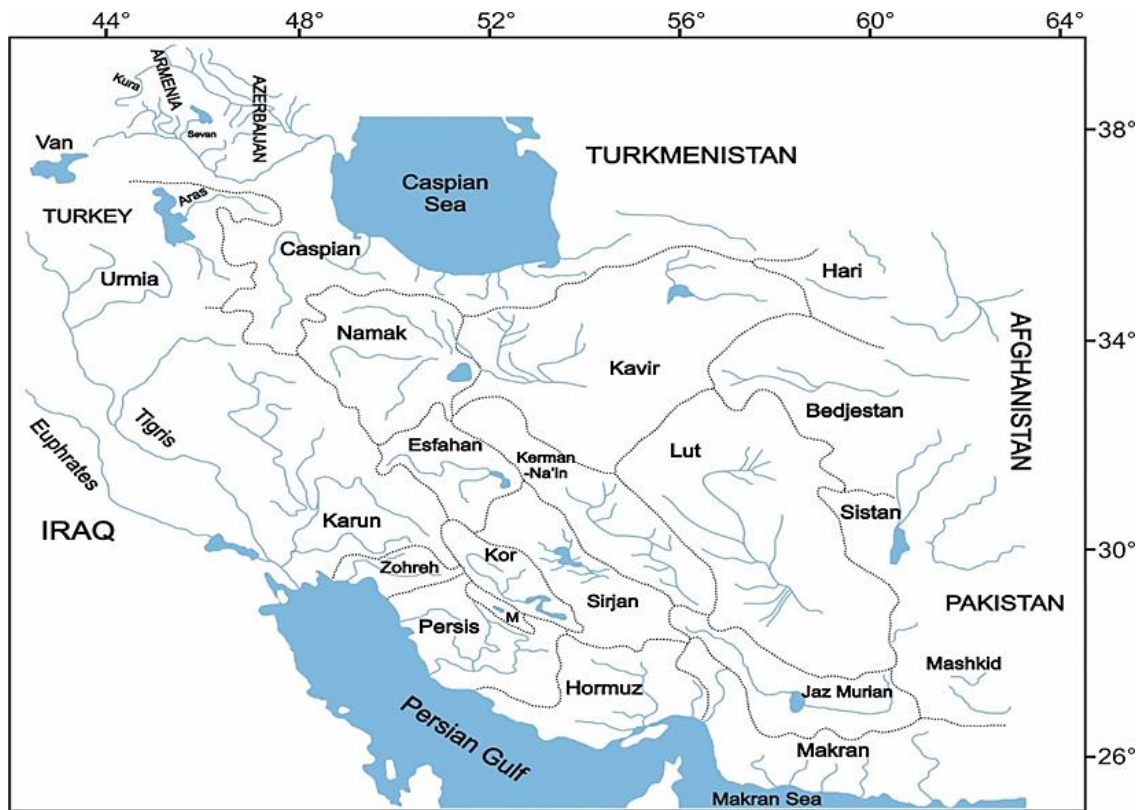 44° 48° 52° 56° 60° 64°
38°
34°
30°
26°
Kura
ARMENIA
AZERBAIJAN
Sevan
Van
TURKEY
Aras
Urmia
Caspian
Sea
TURKMENISTAN
Caspian
Hari
Namak
Kavir
AFGHANISTAN
Bedjestan
Tigris
Euphrates
Esfahan
Kerman
-Na'in
Lut
Sistan
IRAQ
Karun
Zohreh
Kor
M
Sirjan
PAKISTAN
Persis
Mashkid
Hormuz
Jaz Murian
Persian Gulf
Makran
Makran Sea